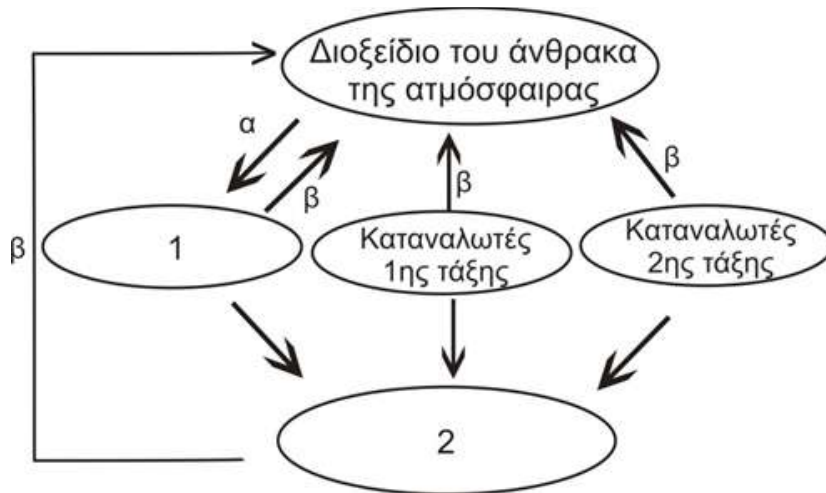 Διοξείδιο του άνθρακα
της ατμόσφαιρας
α
β
β
β
β
1
Καταναλωτές
1ης τάξης
Καταναλωτές
2ης τάξης
2